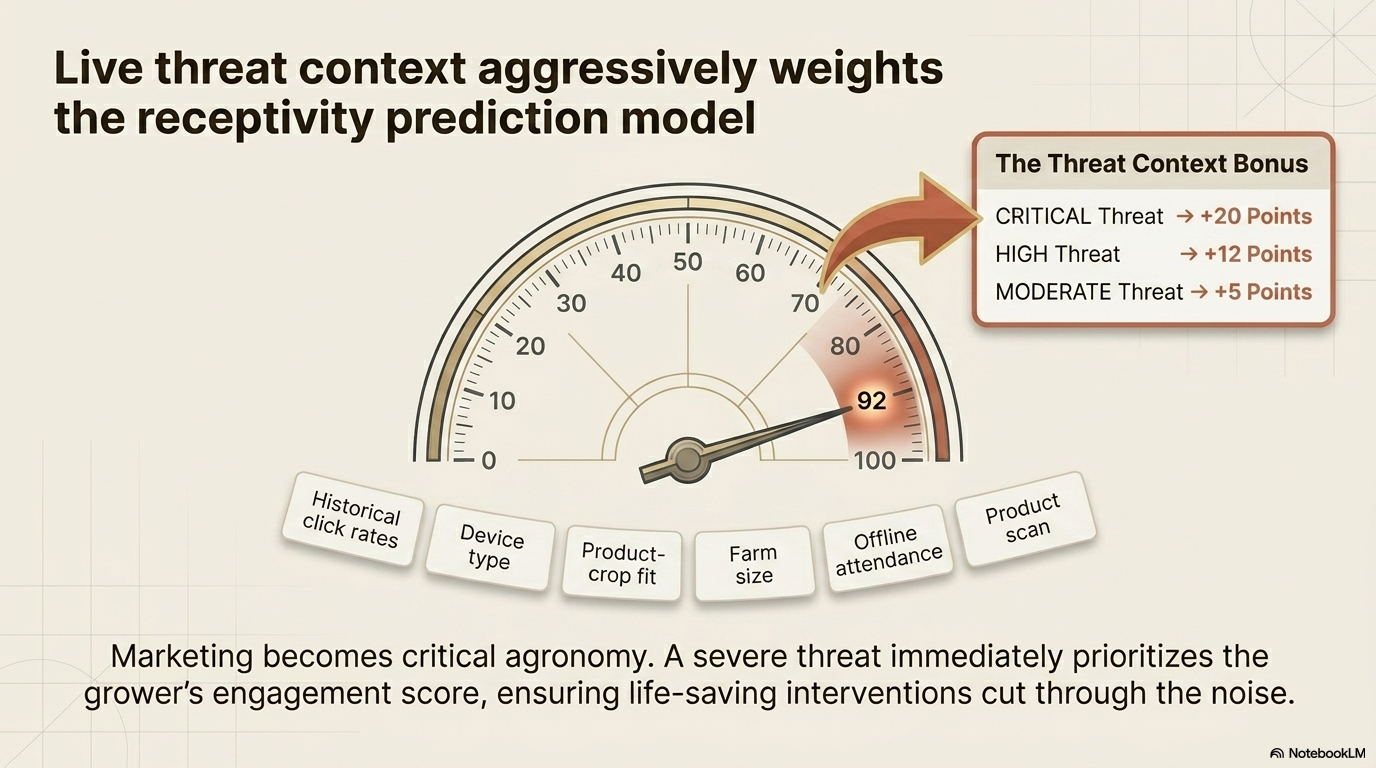 Live threat context aggressively weights
the receptivity prediction model
The Threat Context Bonus
CRITICAL Threat → +20 Points
HIGH Threat → +12 Points
MODERATE Threat → +5 Points
0
10
20
30
40
50
60
70
80
92
100
Historical
click rates
Device
type
Product-
crop fit
Farm
size
Offline
attendance
Product
scan
Marketing becomes critical agronomy. A severe threat immediately prioritizes the
grower's engagement score, ensuring life-saving interventions cut through the noise.
NotebookLM